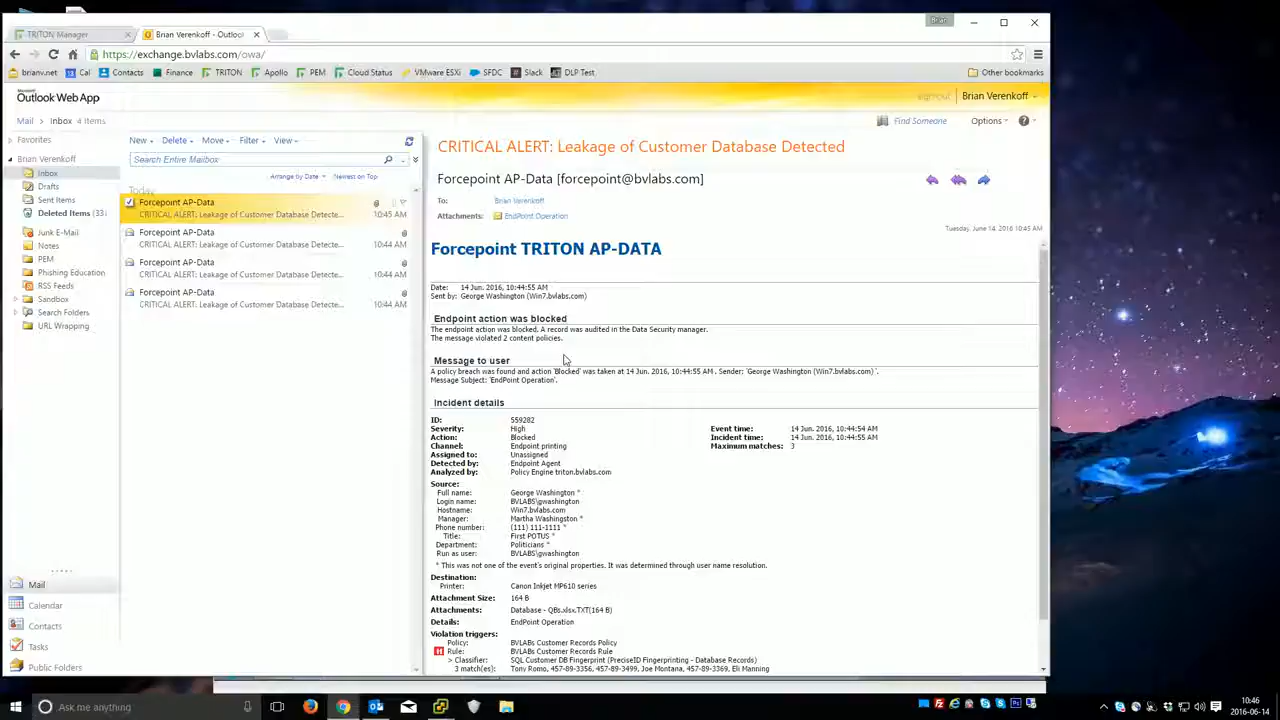 Brian
TRITON Manager
Brian Verenkoff - Outlook
https://exchange.bvlabs.com/owa/
brianv.net
Cal
Contacts
Finance
TRITON
Apollo
PEM
Cloud Status
VMware ESXi
SFDC
Slack
DLP Test
Other bookmarks
Outlook Web App
sign out
Brian Verenkoff
Mail > Inbox 4 Items
Find Someone
Options
Favorites
Brian Verenkoff
Inbox
Drafts
Sent Items
Deleted Items (33)
Junk E-Mail
Notes
PEM
Phishing Education
RSS Feeds
Sandbox
Search Folders
URL Wrapping
Mail
Calendar
Contacts
Tasks
Public Folders
New
Delete
Move
Filter
View
Search Entire Mailbox
Arrange by Date
Newest on Top
Today
Forcepoint AP-Data
CRITICAL ALERT: Leakage of Customer Database Detecte...
10:45 AM
Forcepoint AP-Data
CRITICAL ALERT: Leakage of Customer Database Detecte...
10:44 AM
Forcepoint AP-Data
CRITICAL ALERT: Leakage of Customer Database Detecte...
10:44 AM
Forcepoint AP-Data
CRITICAL ALERT: Leakage of Customer Database Detecte...
10:44 AM
CRITICAL ALERT: Leakage of Customer Database Detected
Forcepoint AP-Data [forcepoint@bvlabs.com]
To: Brian Verenkoff
Attachments: EndPoint Operation
Tuesday, June 14, 2016 10:45 AM
Forcepoint TRITON AP-DATA
Date: 14 Jun. 2016, 10:44:55 AM
Sent by: George Washington (Win7.bvlabs.com)
Endpoint action was blocked
The endpoint action was blocked. A record was audited in the Data Security manager.
The message violated 2 content policies.
Message to user
A policy breach was found and action 'Blocked' was taken at 14 Jun. 2016, 10:44:55 AM . Sender: 'George Washington (Win7.bvlabs.com) '.
Message Subject: 'EndPoint Operation'.
Incident details
ID: 559282
Severity: High
Event time: 14 Jun. 2016, 10:44:54 AM
Action: Blocked
Incident time: 14 Jun. 2016, 10:44:55 AM
Channel: Endpoint printing
Maximum matches: 3
Assigned to: Unassigned
Detected by: Endpoint Agent
Analyzed by: Policy Engine triton.bvlabs.com
Source:
Full name: George Washington *
Login name: BVLABS\gwashington
Hostname: Win7.bvlabs.com
Manager: Martha Washingston *
Phone number: (111) 111-1111 *
Title: First POTUS *
Department: Politicians *
Run as user: BVLABS\gwashington
* This was not one of the event's original properties. It was determined through user name resolution.
Destination:
Printer: Canon Inkjet MP610 series
Attachment Size: 164 B
Attachments: Database - QBs.xlsx.TXT(164 B)
Details: EndPoint Operation
Violation triggers:
Policy: BVLABs Customer Records Policy
H Rule: BVLABs Customer Records Rule
> Classifier: SQL Customer DB Fingerprint (PreciseID Fingerprinting - Database Records)
3 match(es): Tony Romo, 457-89-3356, 457-89-3499, Joe Montana, 457-89-3369, Eli Manning
Ask me anything
10:46
2016-06-14